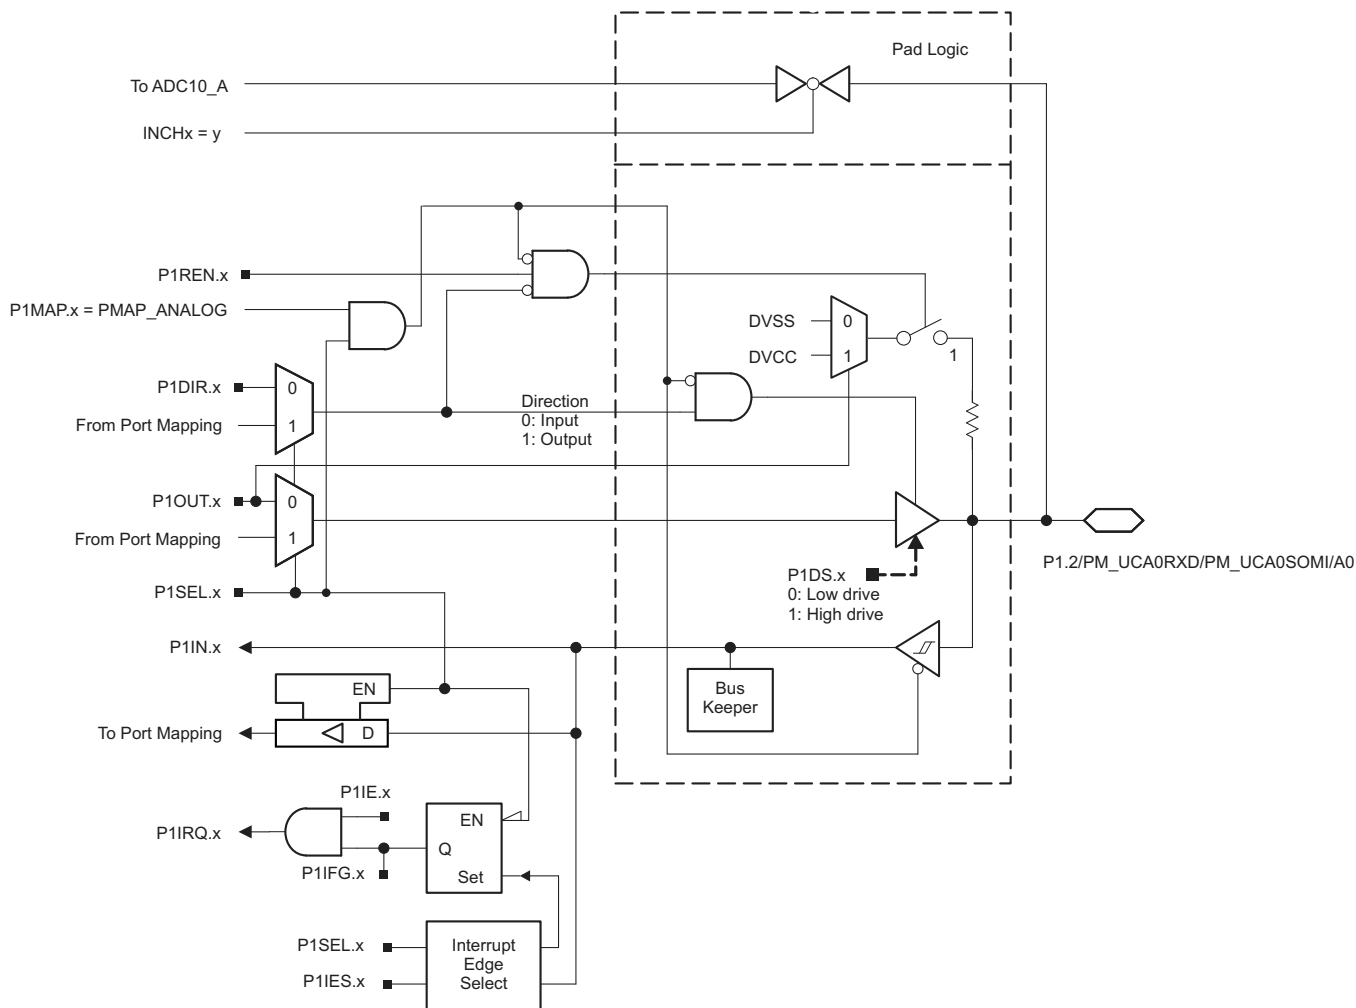 Pad Logic
To ADC10_A
INCHx = y
P1REN.x
P1MAP.x = PMAP_ANALOG
DVSS
0
DVCC
1
1
P1DIR.x
0
From Port Mapping
1
Direction
0: Input
1: Output
P1OUT.x
0
From Port Mapping
1
P1SEL.x
P1DS.x
0: Low drive
1: High drive
P1.2/PM_UCA0RXD/PM_UCA0SOMI/A0
P1IN.x
Bus
Keeper
EN
To Port Mapping
D
P1IE.x
P1IRQ.x
EN
Q
P1IFG.x
Set
P1SEL.x
P1IES.x
Interrupt
Edge
Select